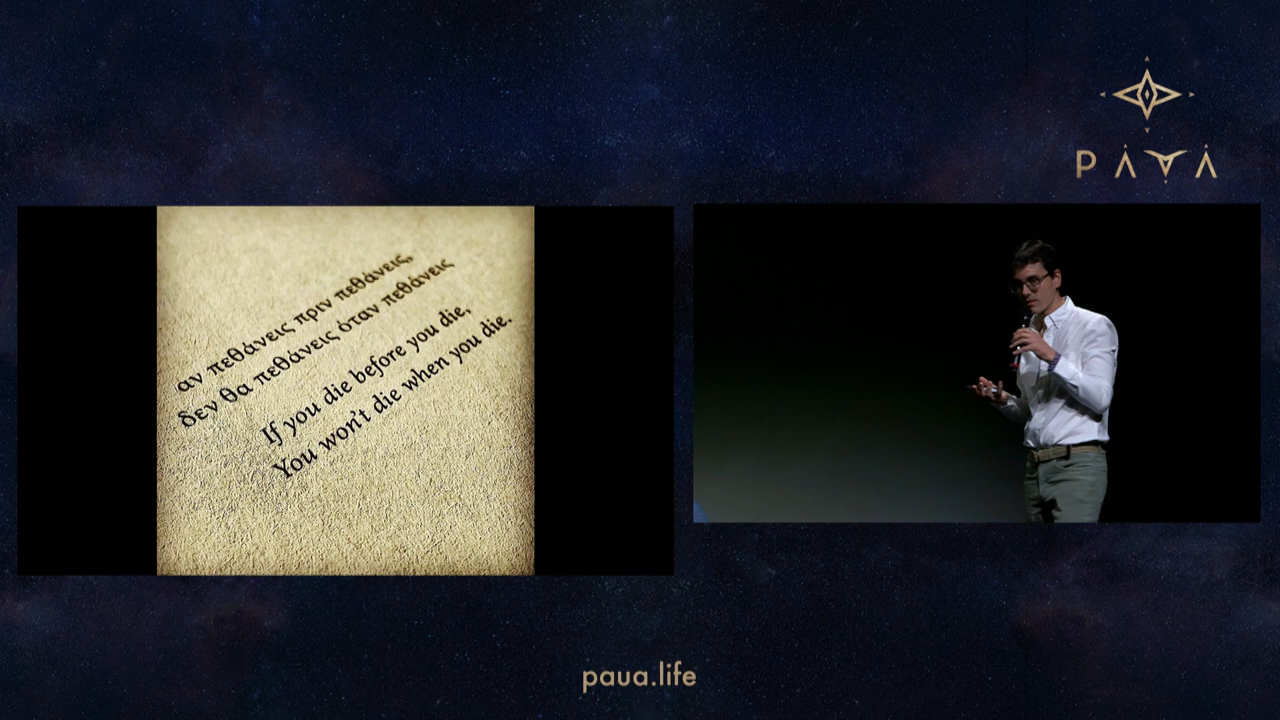 PAUA
αν πεθάνεις πριν πεθάνεις,
δεν θα πεθάνεις όταν πεθάνεις
If you die before you die,
You won't die when you die.
paua.life